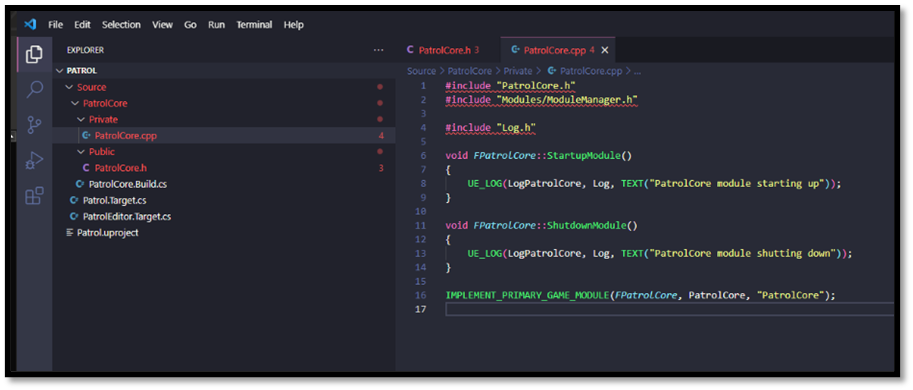 File Edit Selection View Go Run Terminal Help
EXPLORER ···
PATROL
Source
PatrolCore
Private
PatrolCore.cpp 4
Public
PatrolCore.h 3
PatrolCore.Build.cs
Patrol.Target.cs
PatrolEditor.Target.cs
Patrol.uproject
PatrolCore.h 3 PatrolCore.cpp 4
Source > PatrolCore > Private > PatrolCore.cpp > ...
1 #include "PatrolCore.h"
2 #include "Modules/ModuleManager.h"
3
4 #include "Log.h"
5
6 void FPatrolCore::StartupModule()
7 {
8 UE_LOG(LogPatrolCore, Log, TEXT("PatrolCore module starting up"));
9 }
10
11 void FPatrolCore::ShutdownModule()
12 {
13 UE_LOG(LogPatrolCore, Log, TEXT("PatrolCore module shutting down"));
14 }
15
16 IMPLEMENT_PRIMARY_GAME_MODULE(FPatrolCore, PatrolCore, "PatrolCore");
17